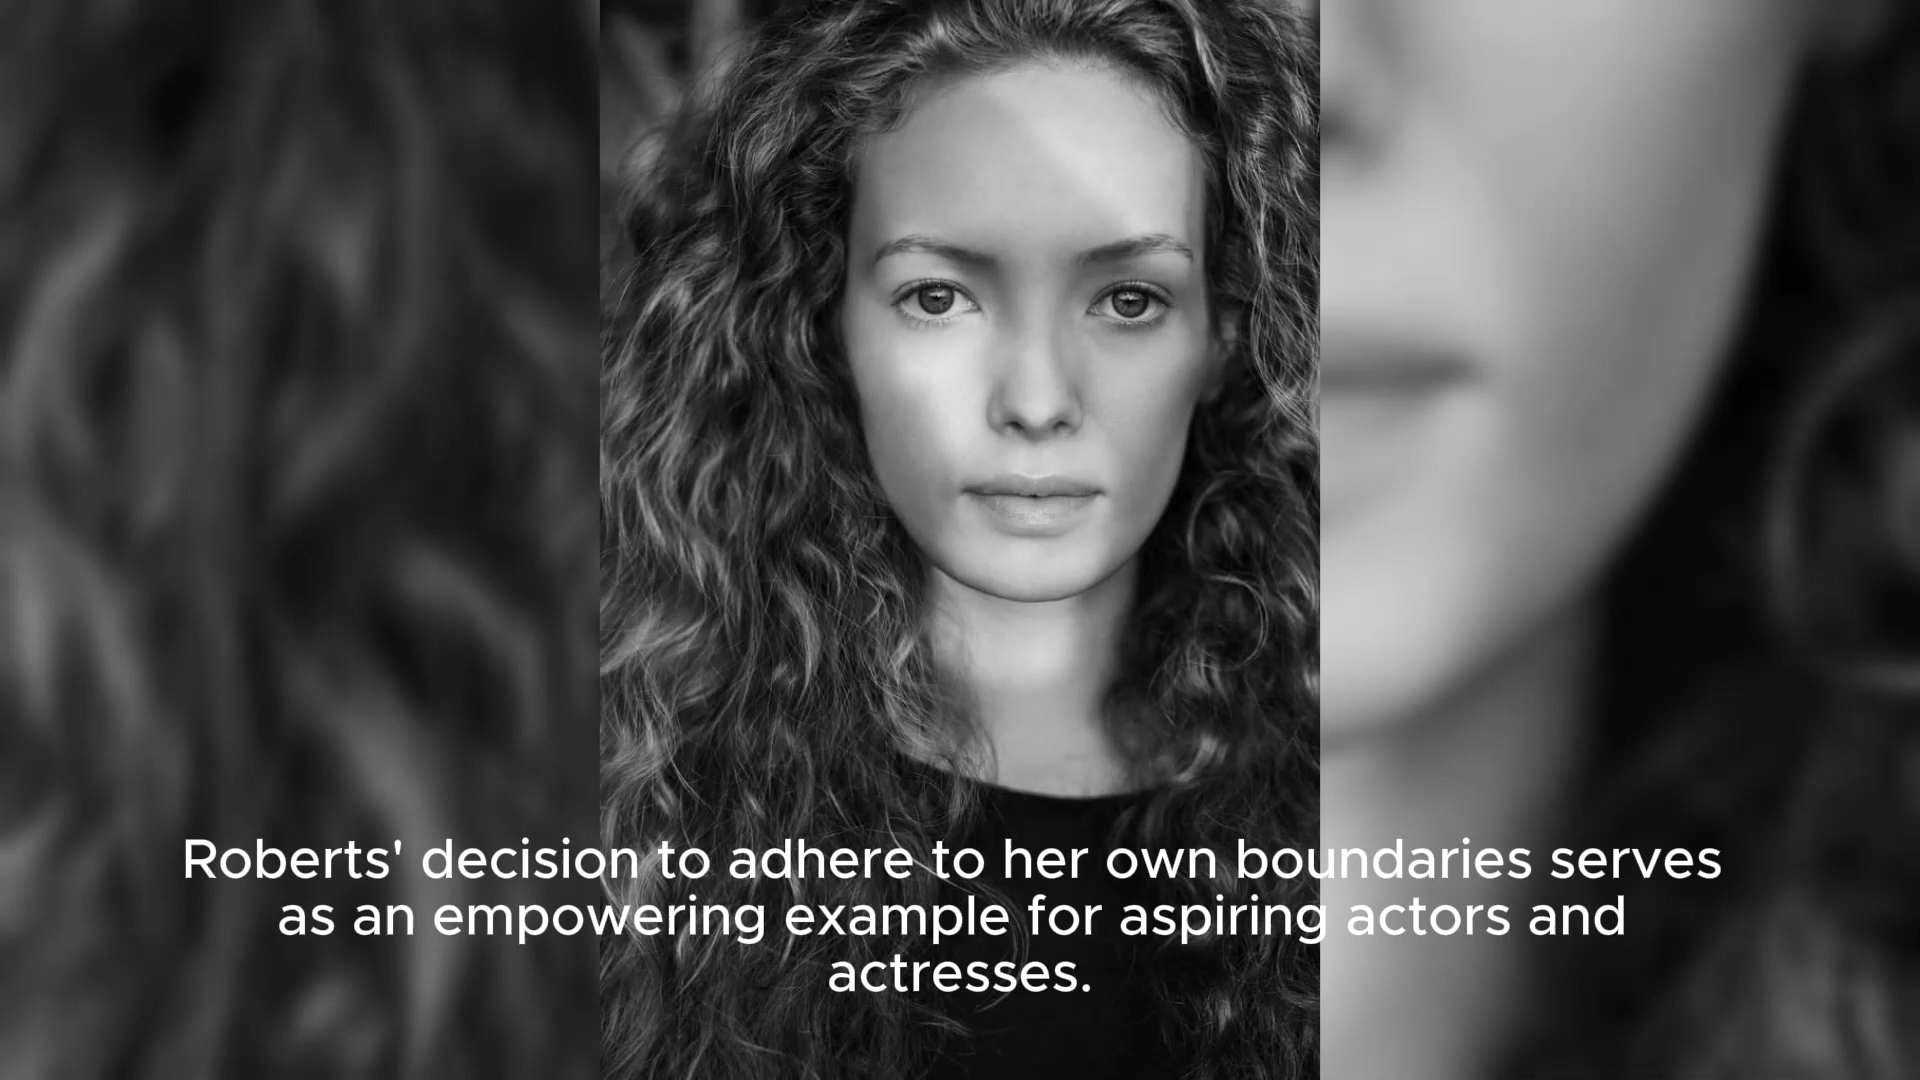 Roberts' decision to adhere to her own boundaries serves
as an empowering example for aspiring actors and
actresses.